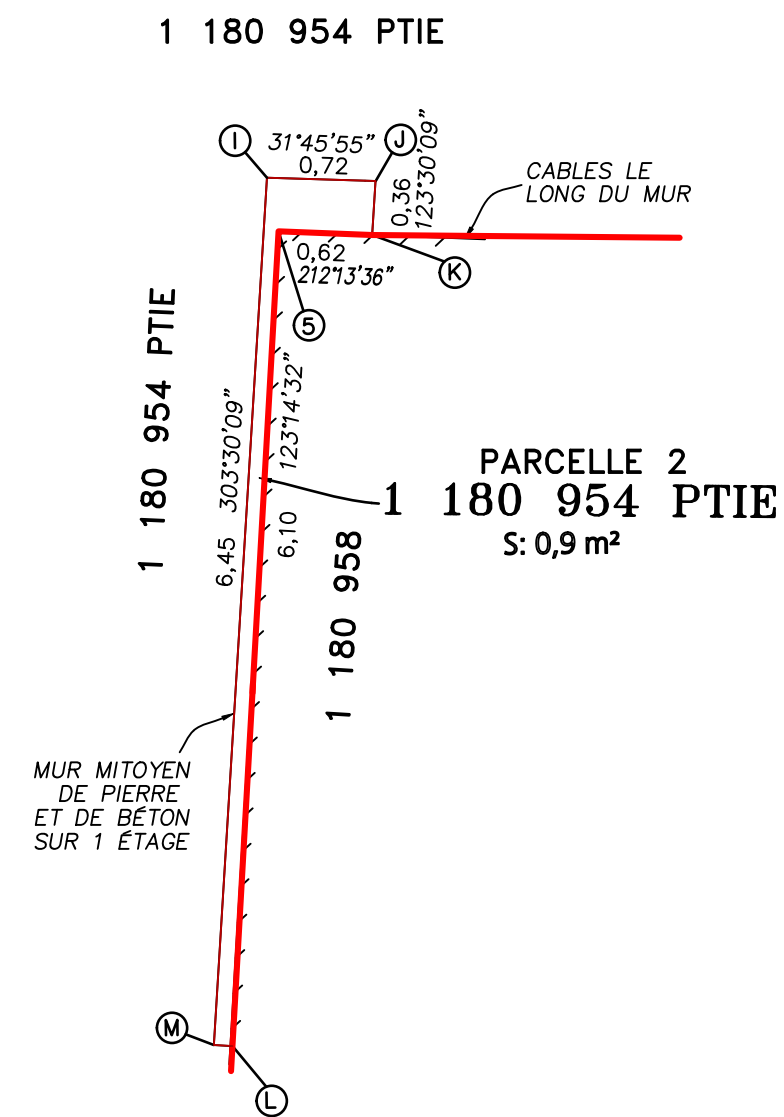 1 180 954 PTIE
I
31°45'55"
J
0,72
0,36
123°30'09"
CABLES LE
LONG DU MUR
0,62
212°13'36"
K
5
1 180 954 PTIE
303°30'09"
6,45
123°14'32"
6,10
PARCELLE 2
1 180 954 PTIE
S: 0,9 m²
1 180 958
MUR MITOYEN
DE PIERRE
ET DE BÉTON
SUR 1 ÉTAGE
M
L